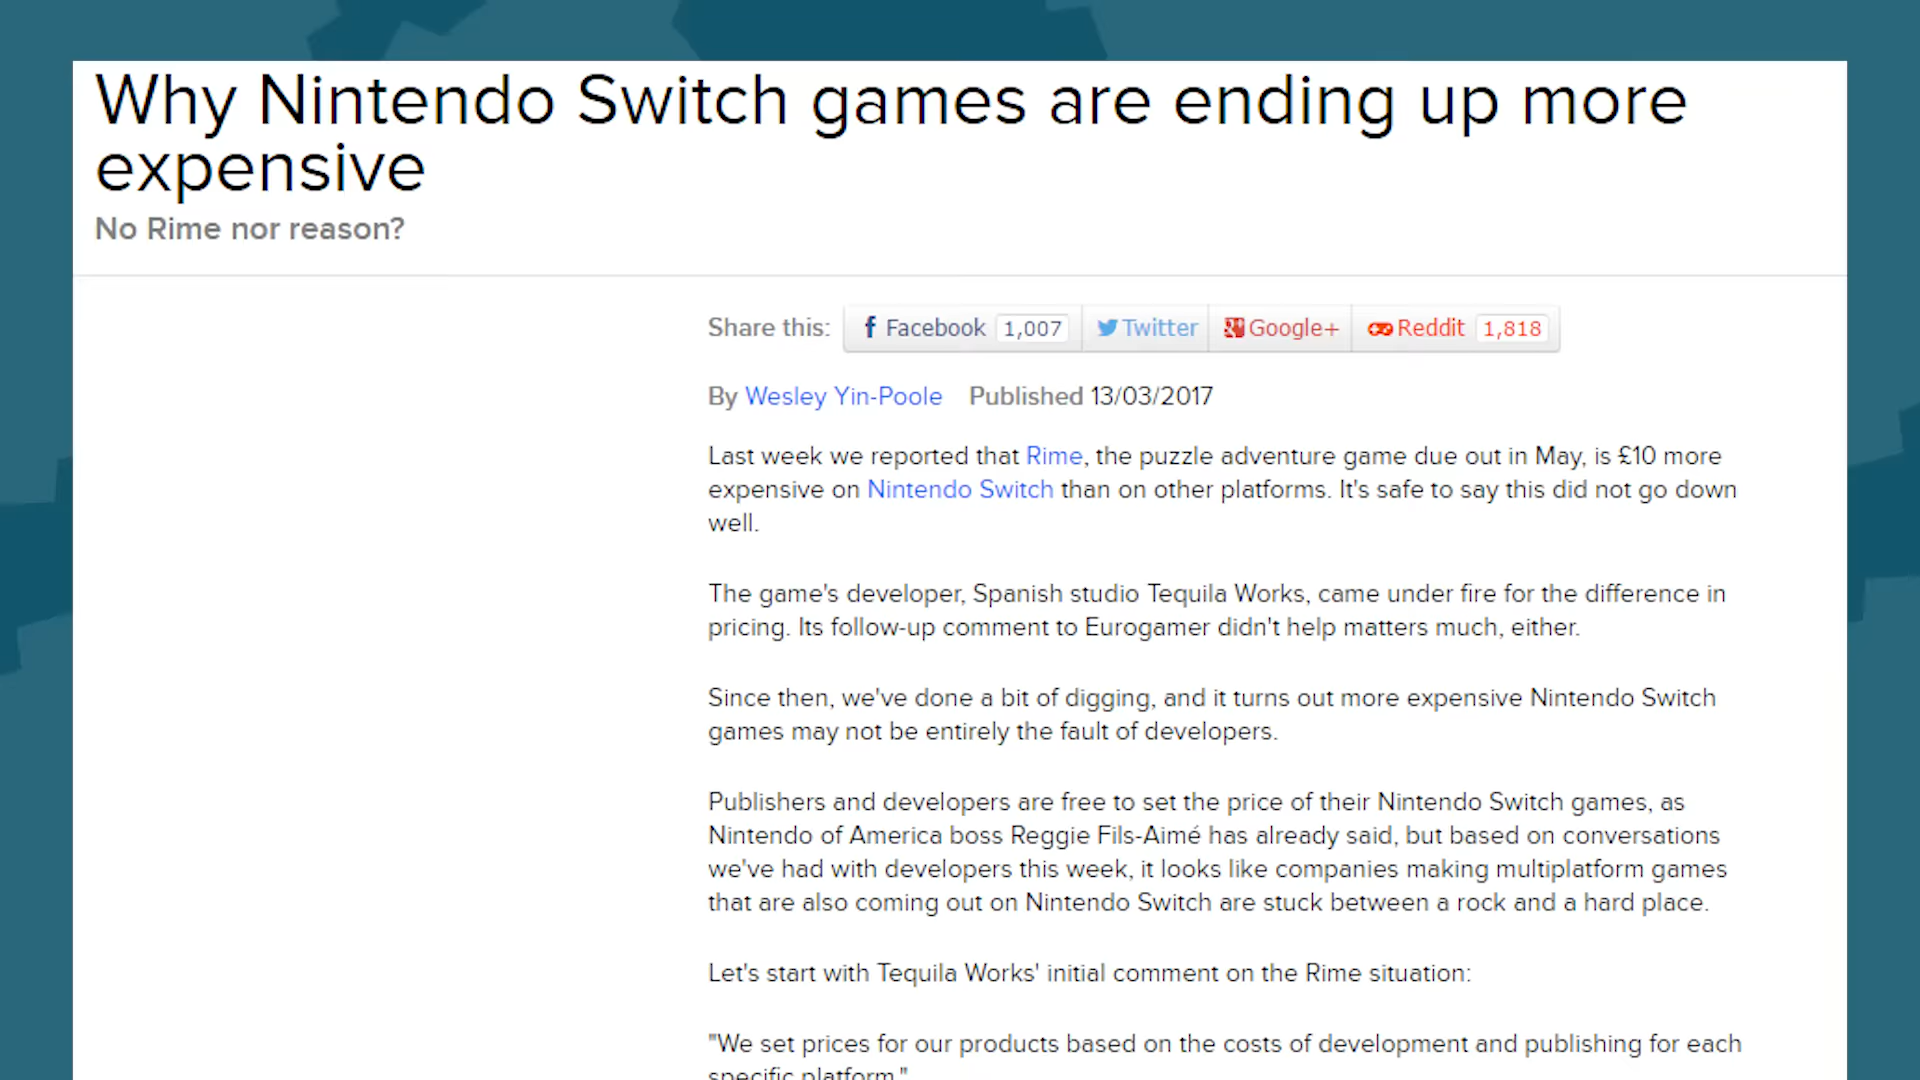 Why Nintendo Switch games are ending up more
expensive
No Rime nor reason?
Share this: Facebook 1,007 Twitter Google+ Reddit 1,818
By Wesley Yin-Poole Published 13/03/2017
Last week we reported that Rime, the puzzle adventure game due out in May, is £10 more
expensive on Nintendo Switch than on other platforms. It's safe to say this did not go down
well.
The game's developer, Spanish studio Tequila Works, came under fire for the difference in
pricing. Its follow-up comment to Eurogamer didn't help matters much, either.
Since then, we've done a bit of digging, and it turns out more expensive Nintendo Switch
games may not be entirely the fault of developers.
Publishers and developers are free to set the price of their Nintendo Switch games, as
Nintendo of America boss Reggie Fils-Aimé has already said, but based on conversations
we've had with developers this week, it looks like companies making multiplatform games
that are also coming out on Nintendo Switch are stuck between a rock and a hard place.
Let's start with Tequila Works' initial comment on the Rime situation:
"We set prices for our products based on the costs of development and publishing for each
specific platform."